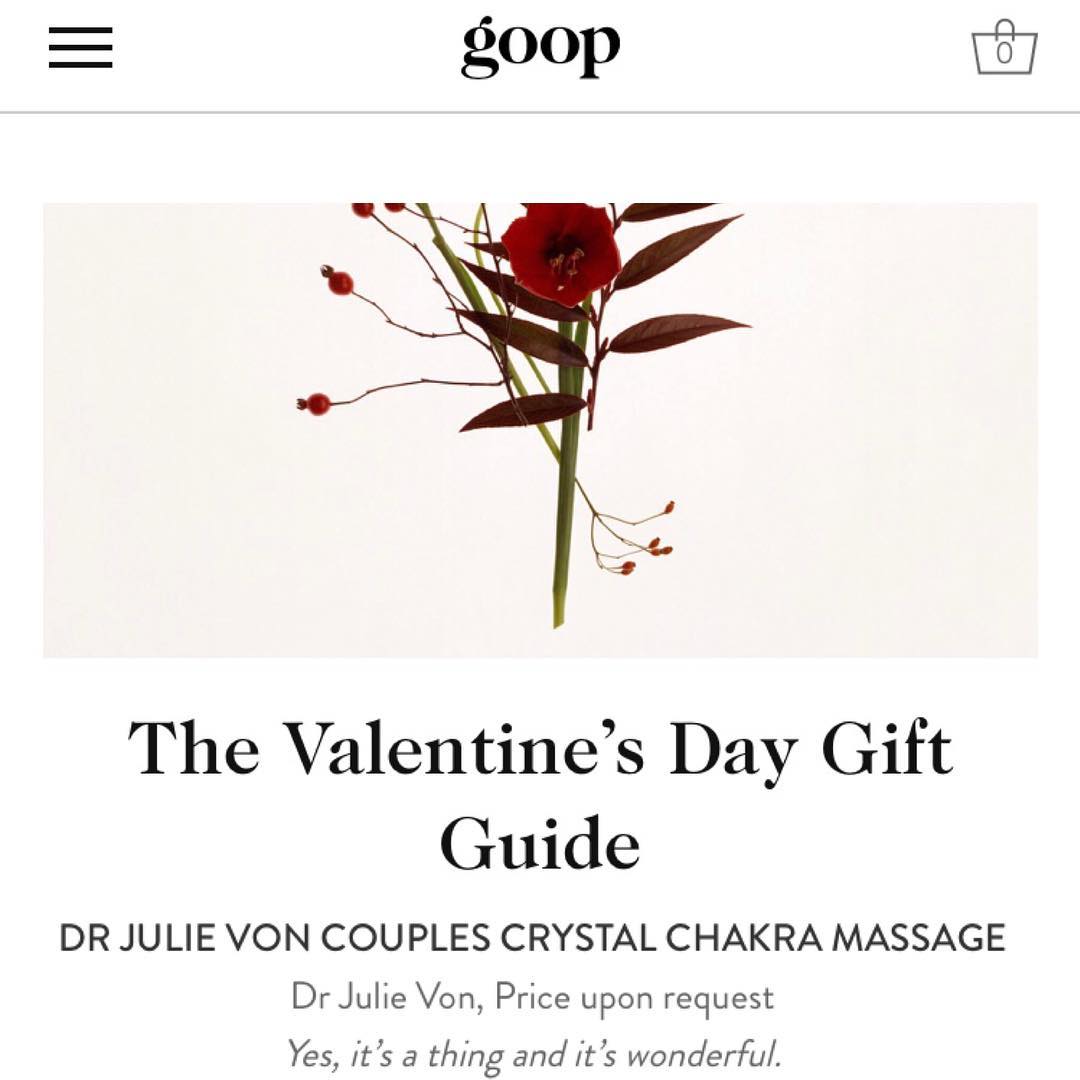 goop
0
The Valentine's Day Gift
Guide
DR JULIE VON COUPLES CRYSTAL CHAKRA MASSAGE
Dr Julie Von, Price upon request
Yes, it's a thing and it's wonderful.